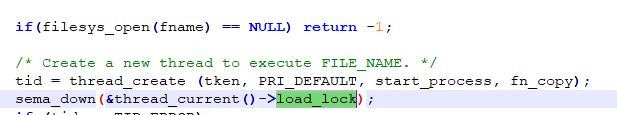 if(filesys_open(fname) == NULL) return -1;
/* Create a new thread to execute FILE_NAME. */
tid = thread_create (tken, PRI_DEFAULT, start_process, fn_copy);
sema_down(&thread_current()->load_lock);